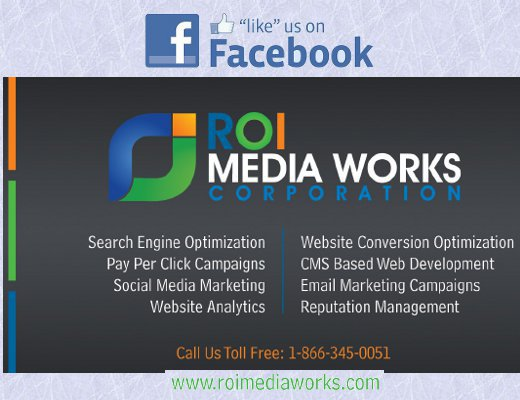 f
"like" us on
Facebook
ROI
MEDIA WORKS
CORPORATION
Search Engine Optimization
Pay Per Click Campaigns
Social Media Marketing
Website Analytics
Website Conversion Optimization
CMS Based Web Development
Email Marketing Campaigns
Reputation Management
Call Us Toll Free: 1-866-345-0051
www.roimediaworks.com